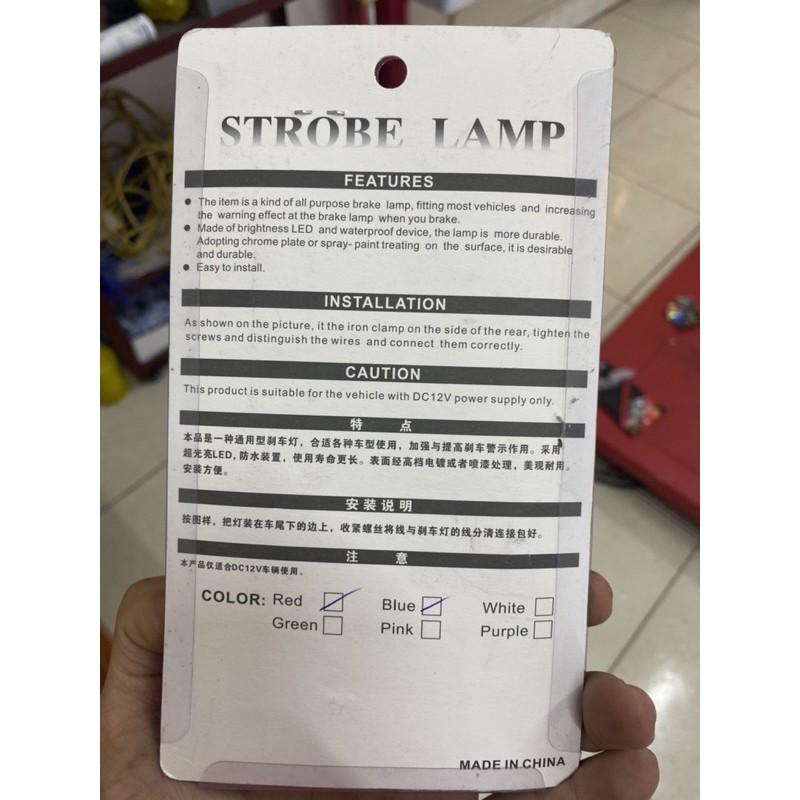 STROBE LAMP
FEATURES
● The item is a kind of all purpose brake lamp, fitting most vehicles and increasing
the warning effect at the brake lamp when you brake.
● Made of brightness LED and waterproof device, the lamp is more durable.
Adopting chrome plate or spray-paint treating on the surface, it is desirable
and durable.
● Easy to install.
INSTALLATION
As shown on the picture, it the iron clamp on the side of the rear, tighten the
screws and distinguish the wires and connect them correctly.
CAUTION
This product is suitable for the vehicle with DC12V power supply only.
特 点
本品是一种通用型刹车灯，合适各种车型使用，加强与提高刹车警示作用。采用
超光亮LED,防水装置，使用寿命更长。表面经高档电镀或者喷漆处理，美观耐用。
安装方便。
安装说明
按图样，把灯装在车尾下的边上，收紧螺丝将线与刹车灯的线分清连接包好。
注 意
本产品仅适合DC12V车辆使用。
COLOR: Red Blue White
Green Pink Purple
MADE IN CHINA